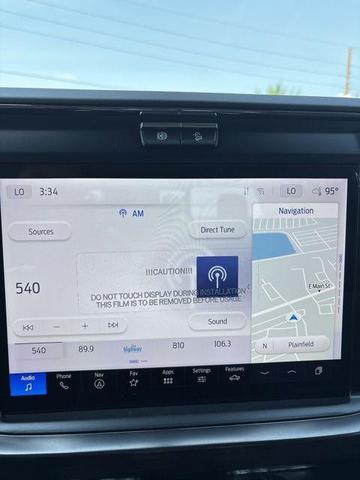 LO 3:34 LO 95°
AM
Navigation
Sources
Direct Tune
!!!CAUTION!!!
540
DO NOT TOUCH DISPLAY DURING INSTALLATION
THIS FILM IS TO BE REMOVED BEFORE USAGE
E Main St
Sound
N Plainfield
540 89.9 the highway 810 106.3
Audio Phone Nav Fav Apps Settings Features